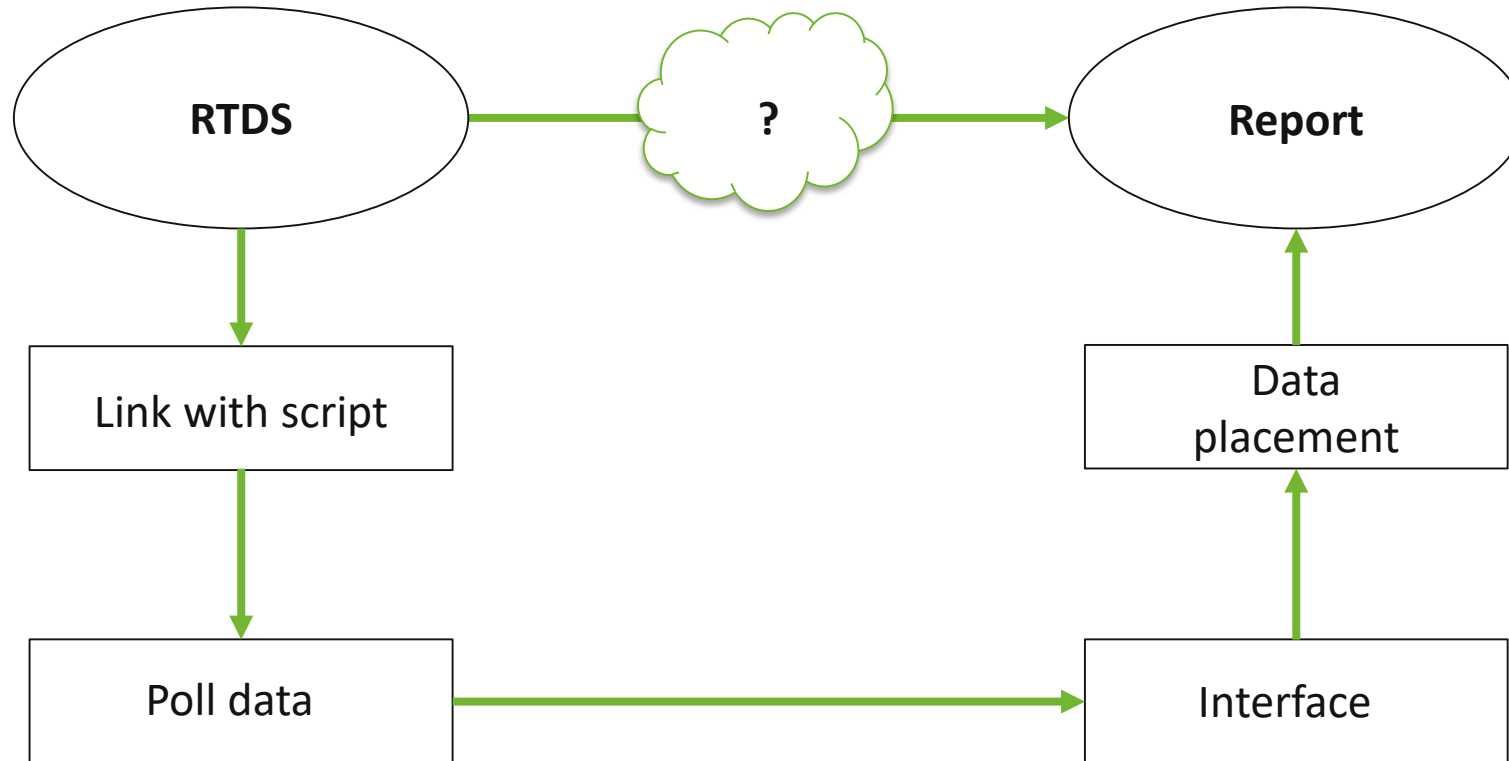 RTDS
?
Report
Link with script
Data
placement
Poll data
Interface